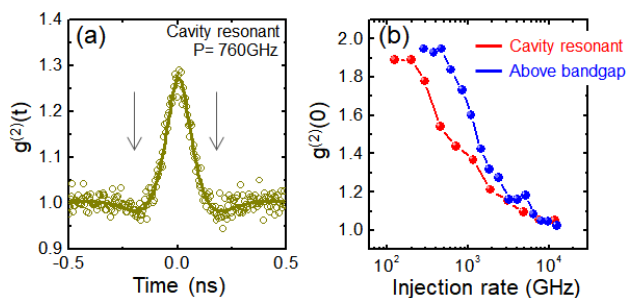 (a)
Cavity resonant
P= 760GHz
g(2)(t)
1.4
1.3
1.2
1.1
1.0
0.9
-0.5
0.0
0.5
Time (ns)
(b)
Cavity resonant
Above bandgap
g(2)(0)
2.0
1.8
1.6
1.4
1.2
1.0
10²
10³
10⁴
Injection rate (GHz)